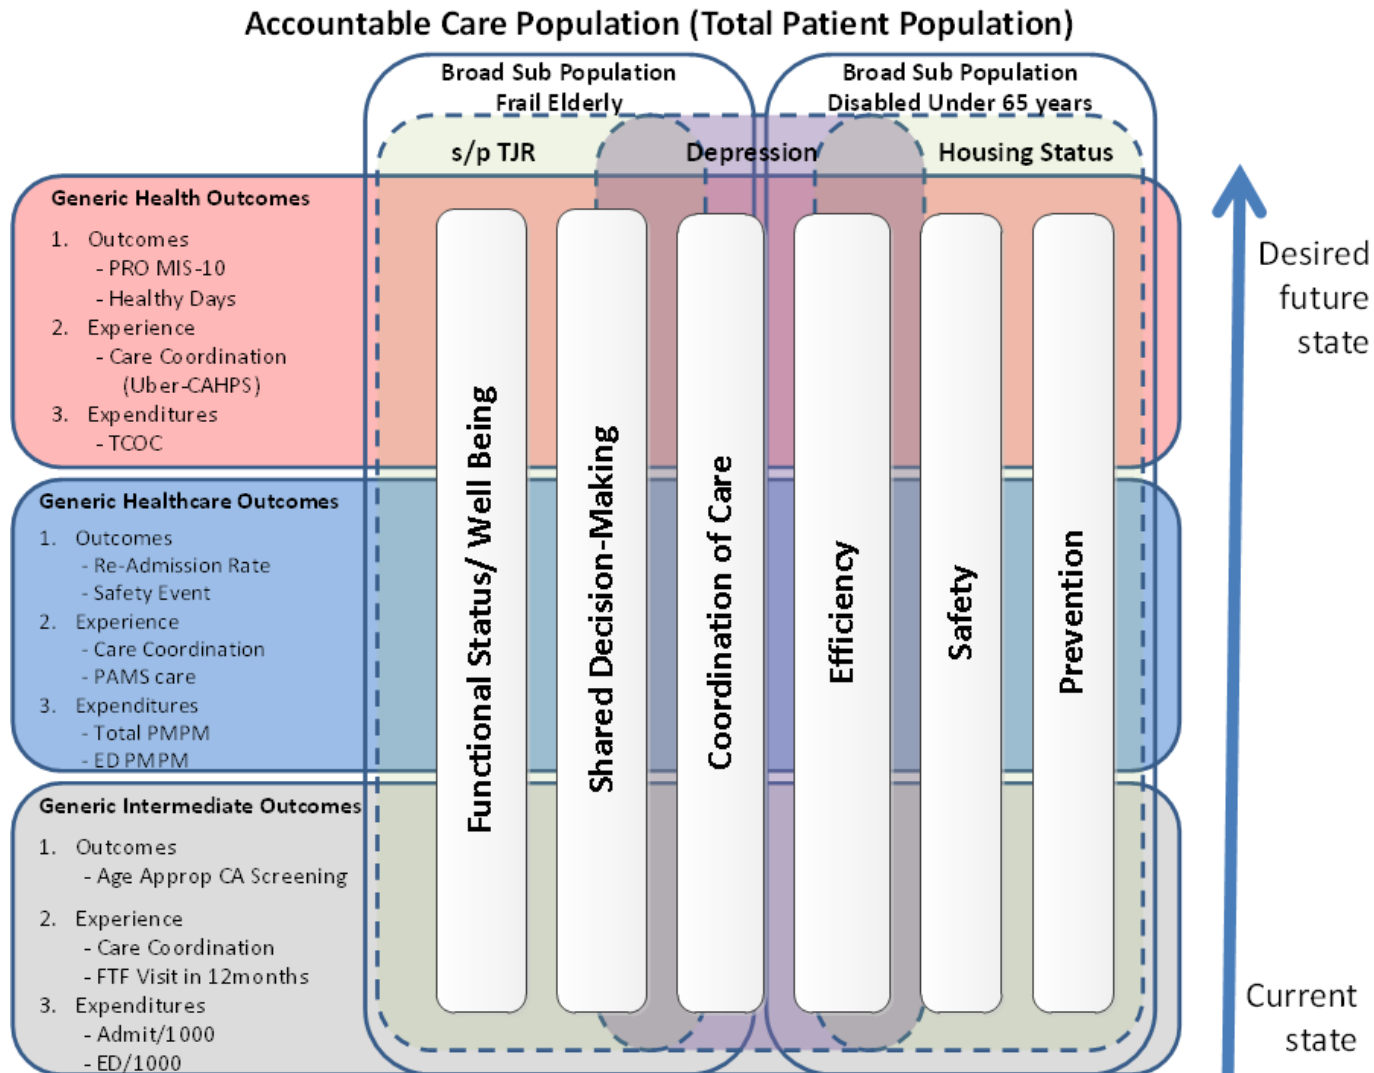 Accountable Care Population (Total Patient Population)
Broad Sub Population
Frail Elderly
Broad Sub Population
Disabled Under 65 years
s/p TJR
Depression
Housing Status
Generic Health Outcomes
1. Outcomes
- PRO MIS-10
- Healthy Days
2. Experience
- Care Coordination
(Uber-CAHPS)
3. Expenditures
- TCOC
Generic Healthcare Outcomes
1. Outcomes
- Re-Admission Rate
- Safety Event
2. Experience
- Care Coordination
- PAMS care
3. Expenditures
- Total PMPM
- ED PMPM
Generic Intermediate Outcomes
1. Outcomes
- Age Approp CA Screening
2. Experience
- Care Coordination
- FTF Visit in 12months
3. Expenditures
- Admit/1000
- ED/1000
Functional Status/ Well Being
Shared Decision-Making
Coordination of Care
Efficiency
Safety
Prevention
Desired
future
state
Current
state